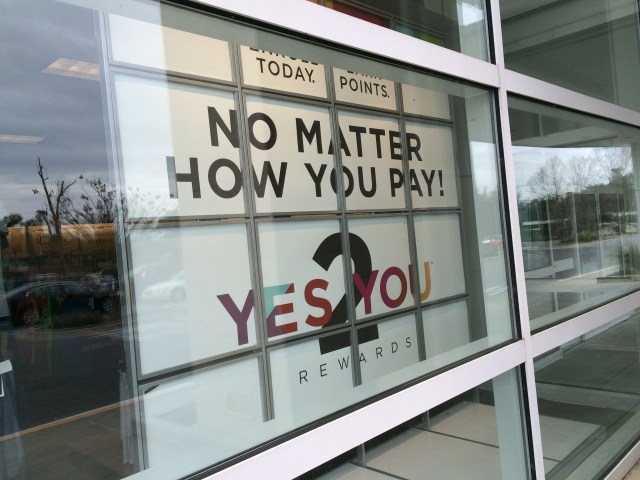 TODAY.
POINTS.
NO MATTER
HOW YOU PAY!
YES2YOU
REWARDS